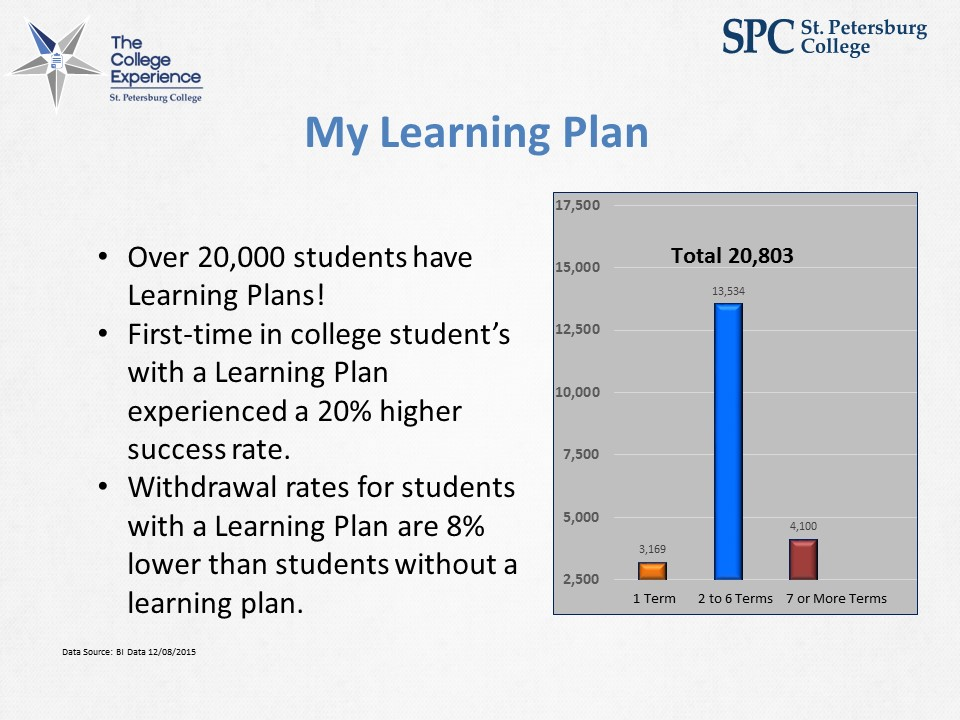 The
College
Experience
St. Petersburg College
SPC St. Petersburg
College
My Learning Plan
• Over 20,000 students have
Learning Plans!
• First-time in college student’s
with a Learning Plan
experienced a 20% higher
success rate.
• Withdrawal rates for students
with a Learning Plan are 8%
lower than students without a
learning plan.
17,500
15,000
12,500
10,000
7,500
5,000
2,500
Total 20,803
13,534
4,100
3,169
1 Term 2 to 6 Terms 7 or More Terms
Data Source: BI Data 12/08/2015